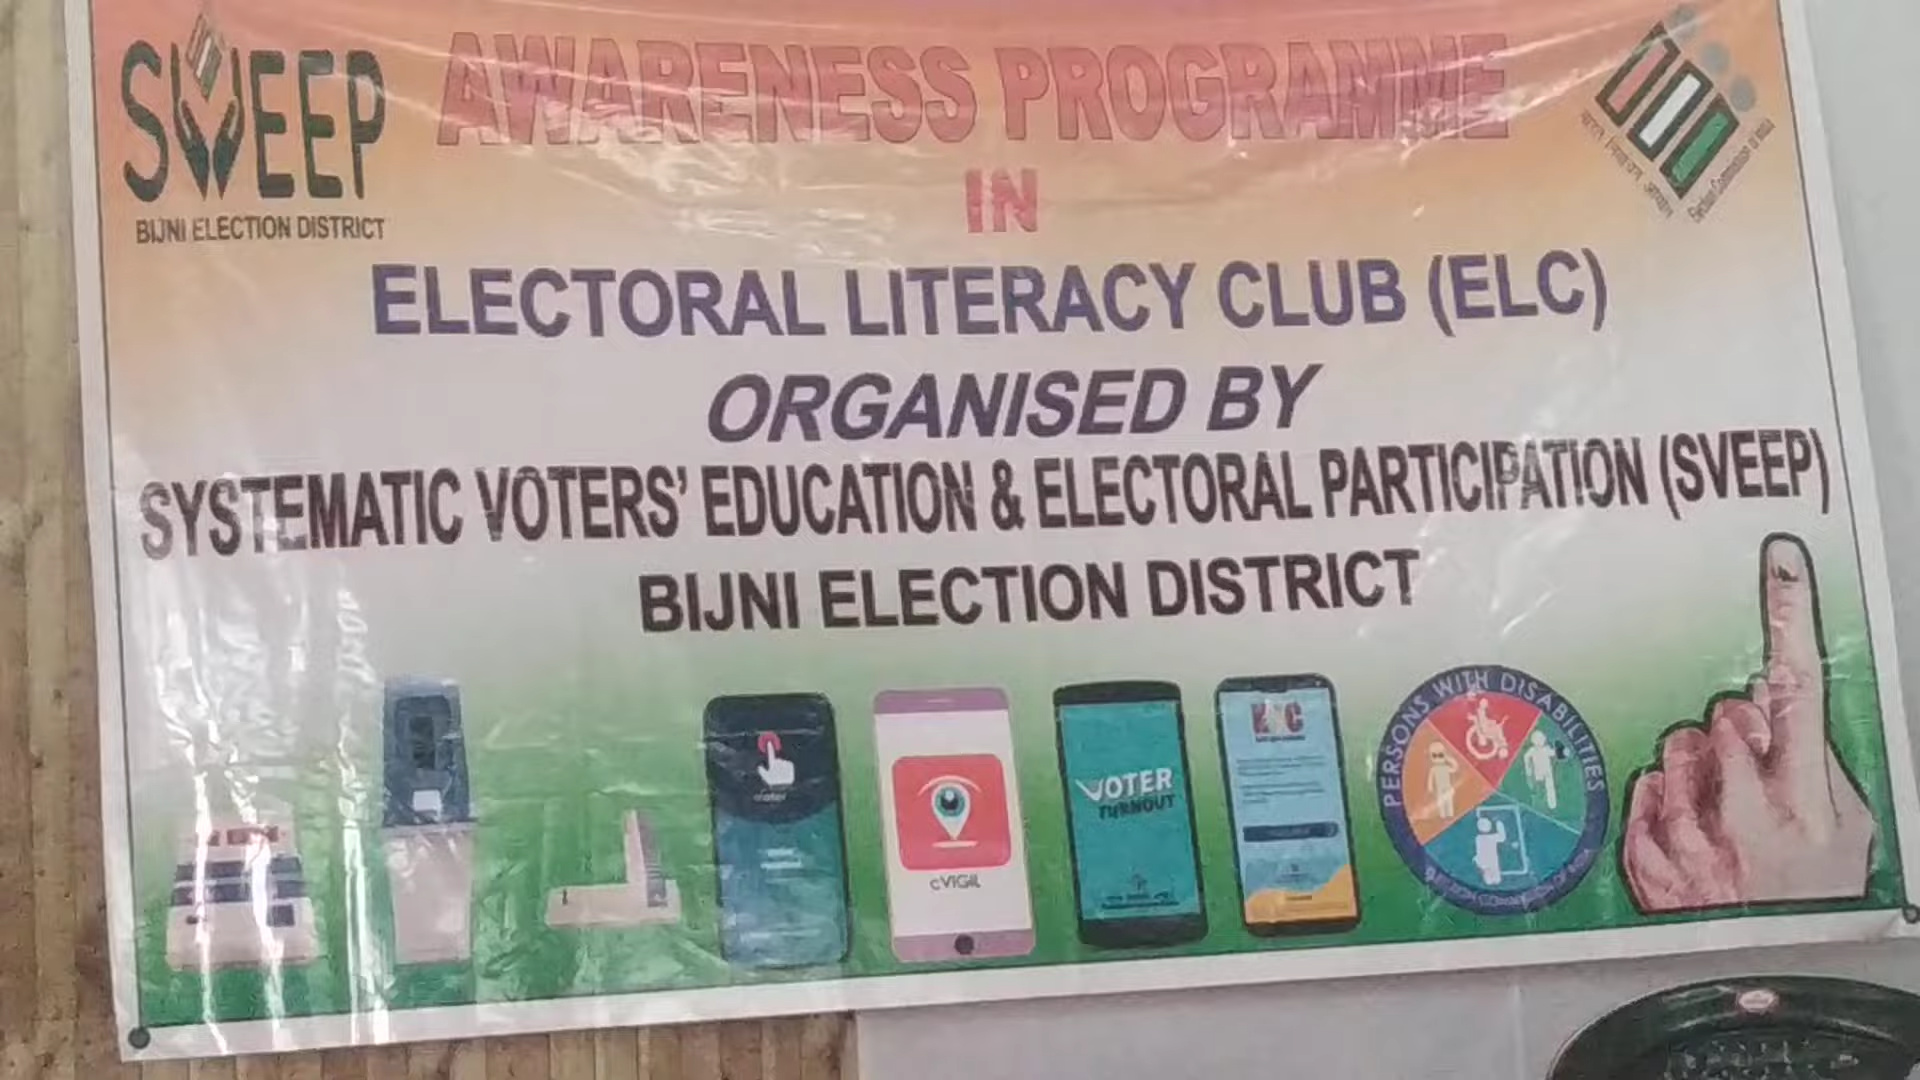 SVEEP
BIJNI ELECTION DISTRICT
AWARENESS PROGRAMME
IN
ELECTORAL LITERACY CLUB (ELC)
ORGANISED BY
SYSTEMATIC VOTERS' EDUCATION & ELECTORAL PARTICIPATION (SVEEP)
BIJNI ELECTION DISTRICT
cVIGIL
VOTER
TURNOUT
PERSONS WITH DISABILITIES